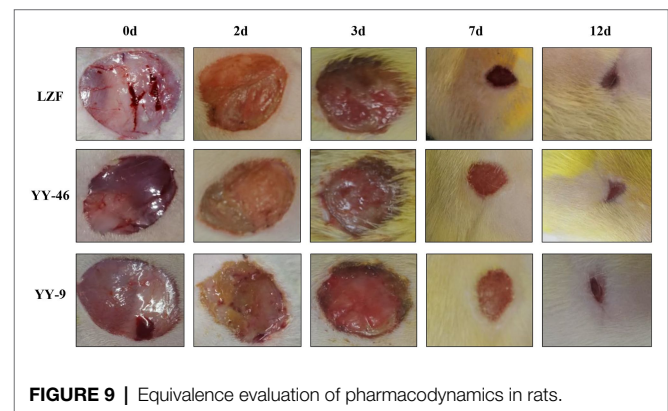 0d 2d 3d 7d 12d
LZF
YY-46
YY-9
FIGURE 9 | Equivalence evaluation of pharmacodynamics in rats.